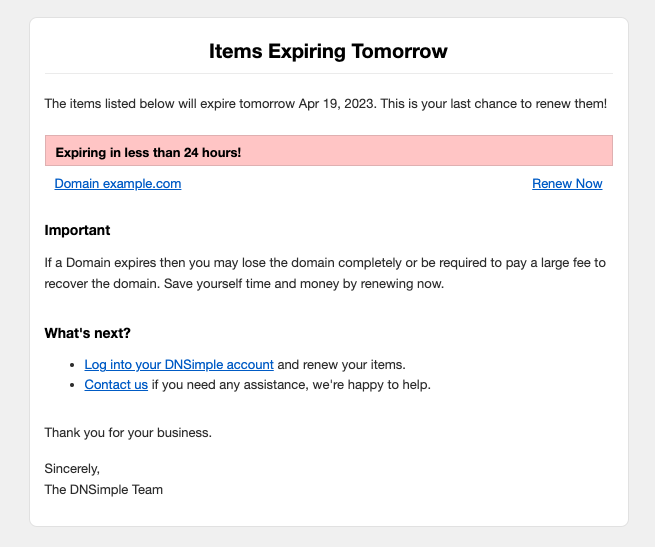 Items Expiring Tomorrow
The items listed below will expire tomorrow Apr 19, 2023. This is your last chance to renew them!
Expiring in less than 24 hours!
Domain example.com Renew Now
Important
If a Domain expires then you may lose the domain completely or be required to pay a large fee to
recover the domain. Save yourself time and money by renewing now.
What's next?
• Log into your DNSimple account and renew your items.
• Contact us if you need any assistance, we're happy to help.
Thank you for your business.
Sincerely,
The DNSimple Team